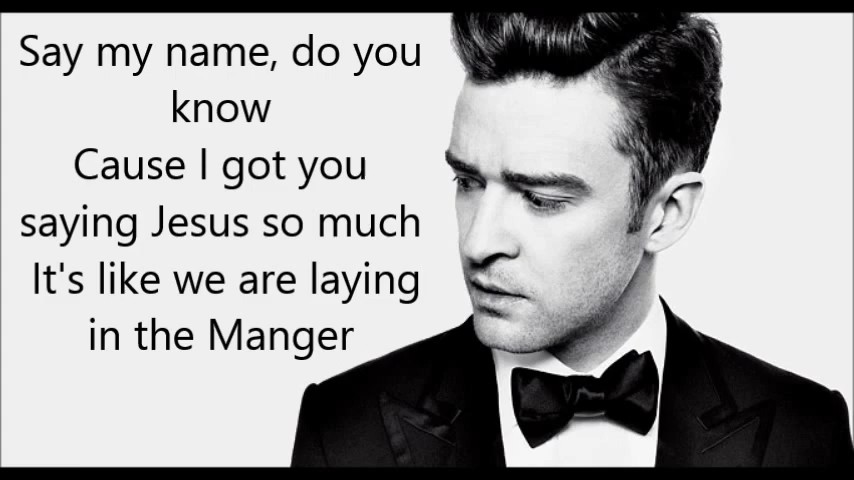 Say my name, do you
know
Cause I got you
saying Jesus so much
It's like we are laying
in the Manger